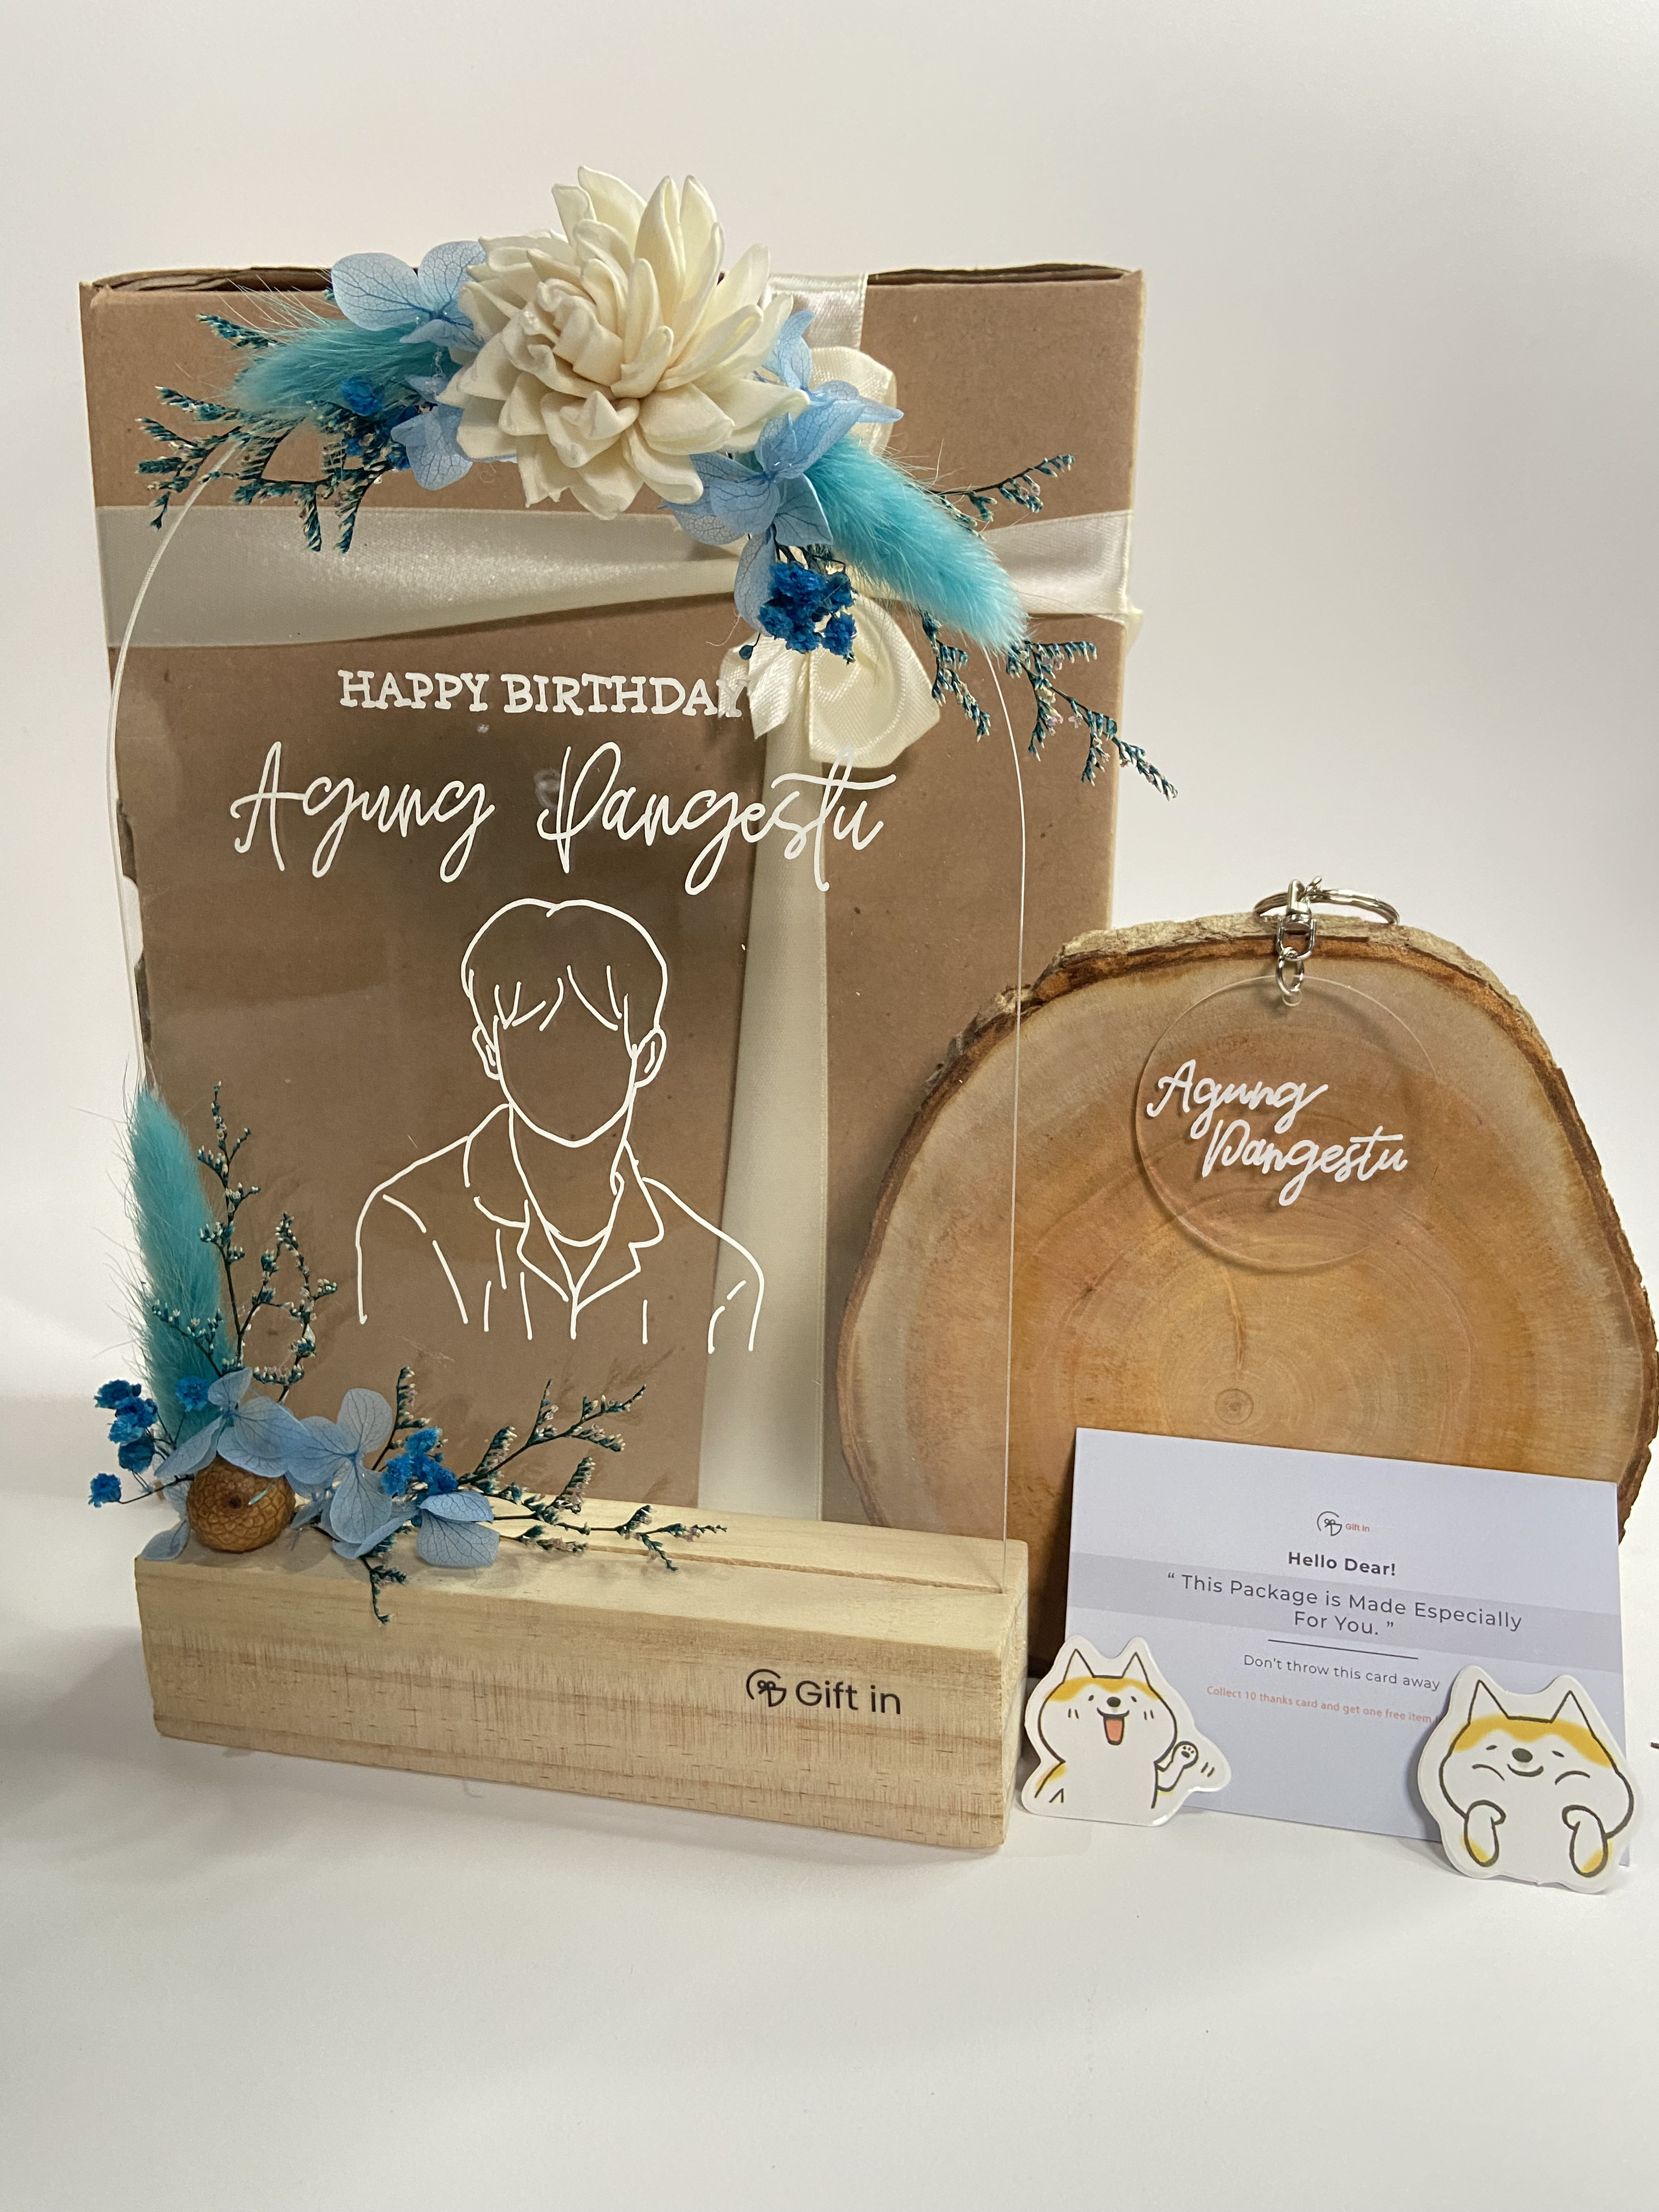 HAPPY BIRTHDAY
Agung Pangestu
Gift in
Agung
Pangestu
Gift in
Hello Dear!
“ This Package is Made Especially
For You. ”
Don't throw this card away
Collect 10 thanks card and get one free item